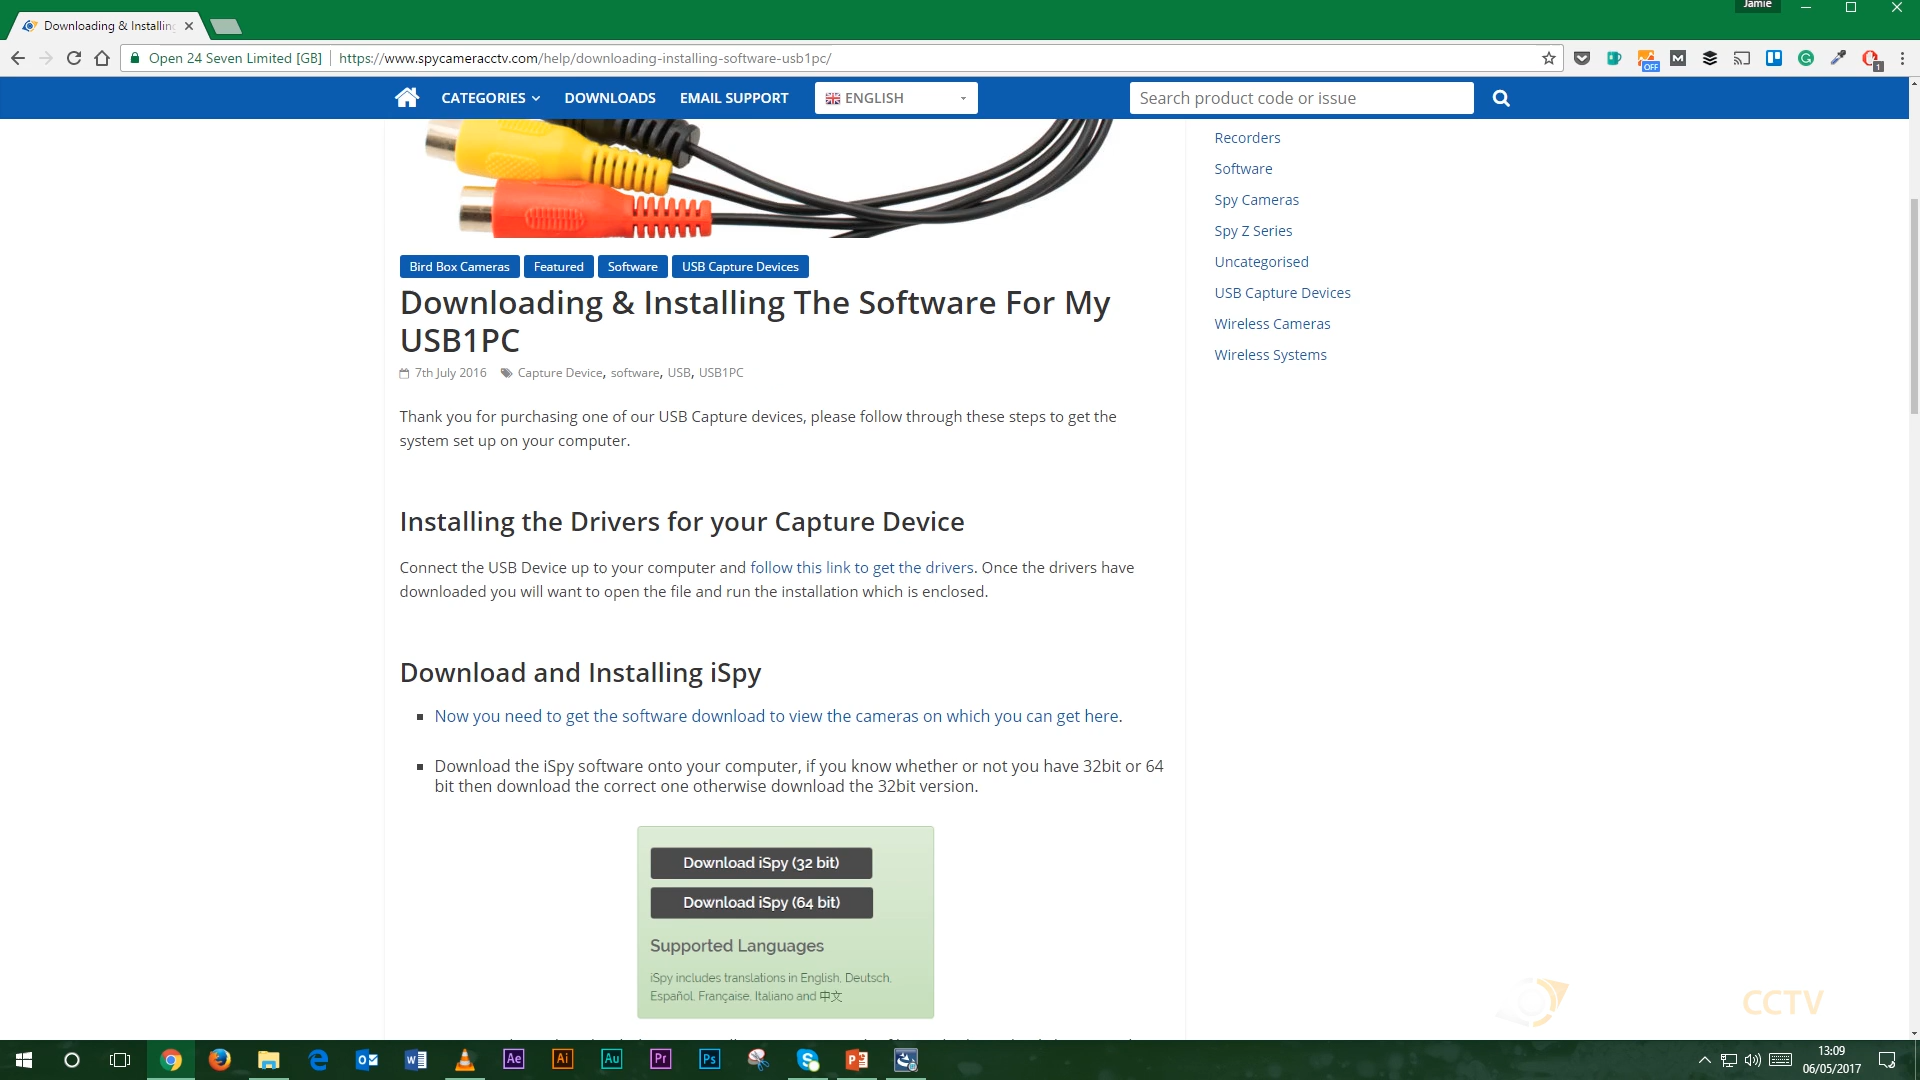 Jamie
Downloading & Installing
Open 24 Seven Limited [GB] https://www.spycameracctv.com/help/downloading-installing-software-usb1pc/
OFF
1
CATEGORIES DOWNLOADS EMAIL SUPPORT ENGLISH Search product code or issue
Bird Box Cameras Featured Software USB Capture Devices
Downloading & Installing The Software For My
USB1PC
7th July 2016 Capture Device, software, USB, USB1PC
Thank you for purchasing one of our USB Capture devices, please follow through these steps to get the
system set up on your computer.
Installing the Drivers for your Capture Device
Connect the USB Device up to your computer and follow this link to get the drivers. Once the drivers have
downloaded you will want to open the file and run the installation which is enclosed.
Download and Installing iSpy
Now you need to get the software download to view the cameras on which you can get here.
Download the iSpy software onto your computer, if you know whether or not you have 32bit or 64
bit then download the correct one otherwise download the 32bit version.
Download iSpy (32 bit)
Download iSpy (64 bit)
Supported Languages
iSpy includes translations in English, Deutsch,
Español, Française, Italiano and 中文
Recorders
Software
Spy Cameras
Spy Z Series
Uncategorised
USB Capture Devices
Wireless Cameras
Wireless Systems
CCTV
Ae Ai Au Pr Ps
13:09
06/05/2017